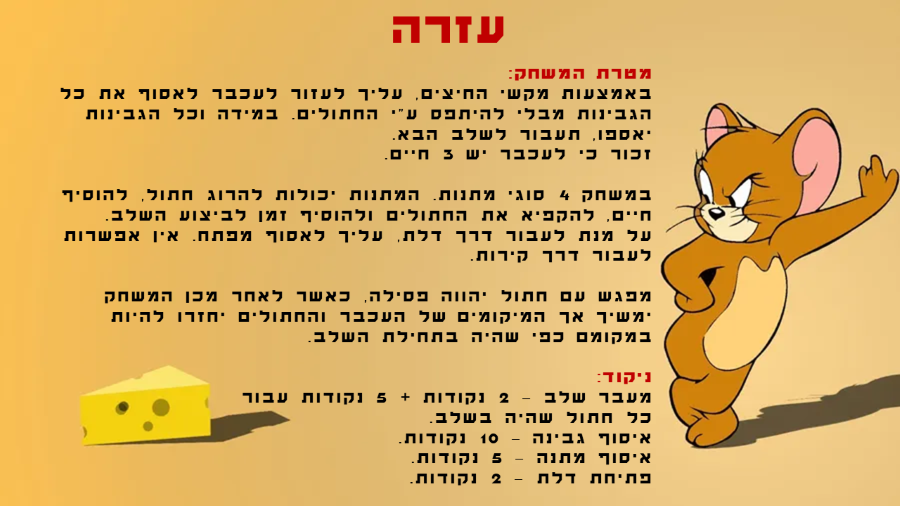 עזרה
מטרת המשחק:
באמצעות מקשי החיצים, עליך לעזור לעכבר לאסוף את כל
הגבינות מבלי להיתפס ע"י החתולים. במידה וכל הגבינות
יאספו, תעבור לשלב הבא.
זכור כי לעכבר יש 3 חיים.
במשחק 4 סוגי מתנות. המתנות יכולות להרוג חתול, להוסיף
חיים, להקפיא את החתולים ולהוסיף זמן לביצוע השלב.
על מנת לעבור דרך דלת, עליך לאסוף מפתח. אין אפשרות
לעבור דרך קירות.
מפגש עם חתול יהווה פסילה, כאשר לאחר מכן המשחק
ימשיך אך המיקומים של העכבר והחתולים יחזרו להיות
במקומם כפי שהיה בתחילת השלב.
ניקוד:
מעבר שלב - 2 נקודות + 5 נקודות עבור
כל חתול שהיה בשלב.
איסוף גבינה - 10 נקודות.
איסוף מתנה - 5 נקודות.
פתיחת דלת - 2 נקודות.